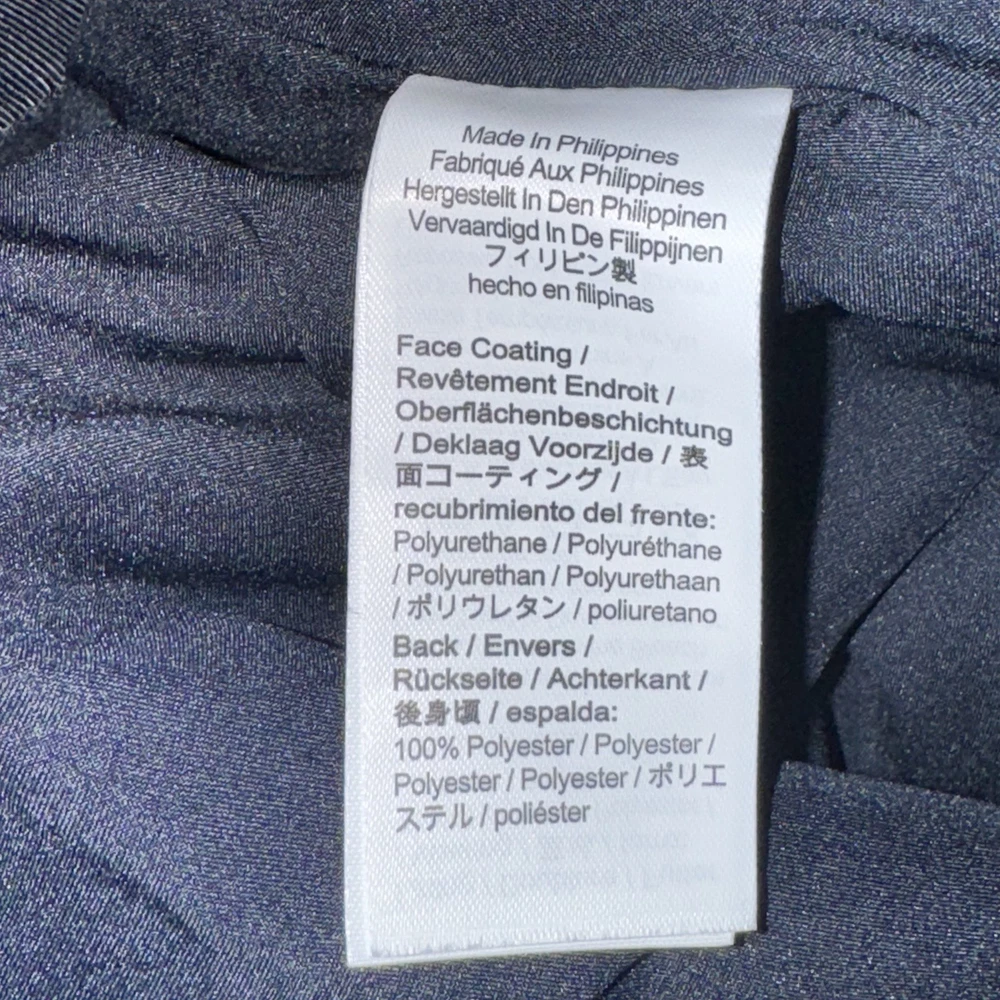 Made In Philippines
Fabriqué Aux Philippines
Hergestellt In Den Philippinen
Vervaardigd In De Filippijnen
フィリピン製
hecho en filipinas
Face Coating /
Revêtement Endroit /
Oberflächenbeschichtung
/ Deklaag Voorzijde / 表
面コーティング /
recubrimiento del frente:
Polyurethane / Polyuréthane
/ Polyurethan / Polyurethaan
/ ポリウレタン / poliuretano
Back / Envers /
Rückseite / Achterkant /
後身頃 / espalda:
100% Polyester / Polyester /
Polyester / Polyester / ポリエ
ステル / poliéster